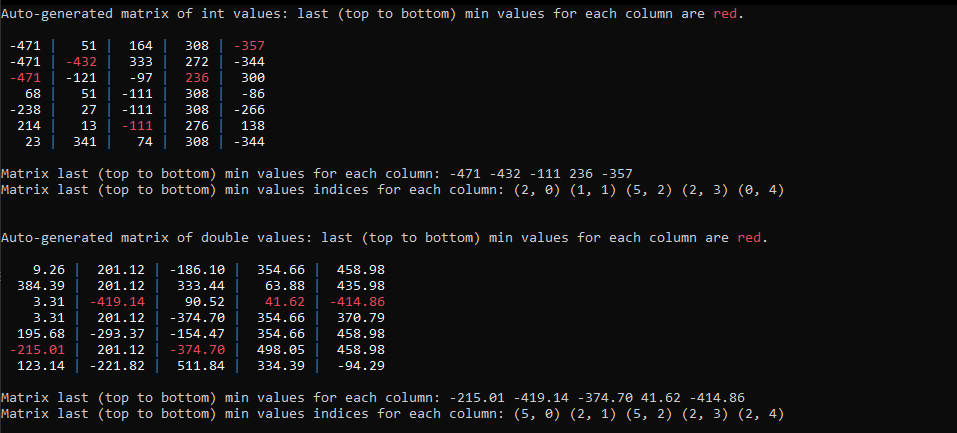 Auto-generated matrix of int values: last (top to bottom) min values for each column are red.
-471 | 51 | 164 | 308 | -357
-471 | -432 | 333 | 272 | -344
-471 | -121 | -97 | 236 | 300
68 | 51 | -111 | 308 | -86
-238 | 27 | -111 | 308 | -266
214 | 13 | -111 | 276 | 138
23 | 341 | 74 | 308 | -344
Matrix last (top to bottom) min values for each column: -471 -432 -111 236 -357
Matrix last (top to bottom) min values indices for each column: (2, 0) (1, 1) (5, 2) (2, 3) (0, 4)
Auto-generated matrix of double values: last (top to bottom) min values for each column are red.
9.26 | 201.12 | -186.10 | 354.66 | 458.98
384.39 | 201.12 | 333.44 | 63.88 | 435.98
3.31 | -419.14 | 90.52 | 41.62 | -414.86
3.31 | 201.12 | -374.70 | 354.66 | 370.79
195.68 | -293.37 | -154.47 | 354.66 | 458.98
-215.01 | 201.12 | -374.70 | 498.05 | 458.98
123.14 | -221.82 | 511.84 | 334.39 | -94.29
Matrix last (top to bottom) min values for each column: -215.01 -419.14 -374.70 41.62 -414.86
Matrix last (top to bottom) min values indices for each column: (5, 0) (2, 1) (5, 2) (2, 3) (2, 4)